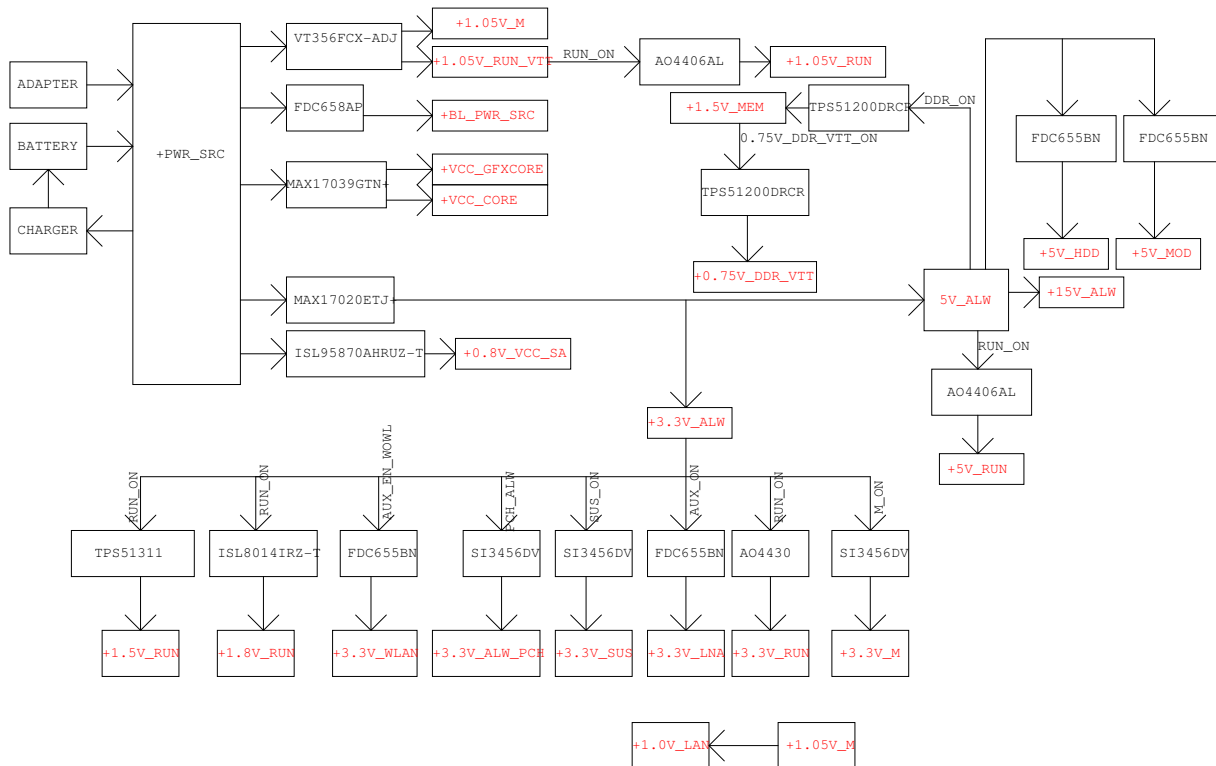 +1.05V_M
VT356FCX-ADJ
RUN_ON
+1.05V_RUN_VTT
AO4406AL
+1.05V_RUN
ADAPTER
FDC658AP
+BL_PWR_SRC
+1.5V_MEM
TPS51200DRCR
DDR_ON
BATTERY
+PWR_SRC
0.75V_DDR_VTT_ON
FDC655BN
FDC655BN
+VCC_GFXCORE
MAX17039GTN+
+VCC_CORE
TPS51200DRCR
CHARGER
+5V_HDD
+5V_MOD
+0.75V_DDR_VTT
+15V_ALW
MAX17020ETJ+
5V_ALW
RUN_ON
ISL95870AHRUZ-T
+0.8V_VCC_SA
AO4406AL
+3.3V_ALW
+5V_RUN
RUN_ON
RUN_ON
AUX_EN_WOWL
PCH_ALW
SUS_ON
AUX_ON
RUN_ON
M_ON
TPS51311
ISL8014IRZ-T
FDC655BN
SI3456DV
SI3456DV
FDC655BN
AO4430
SI3456DV
+1.5V_RUN
+1.8V_RUN
+3.3V_WLAN
+3.3V_ALW_PCH
+3.3V_SUS
+3.3V_LNA
+3.3V_RUN
+3.3V_M
+1.0V_LAN
+1.05V_M